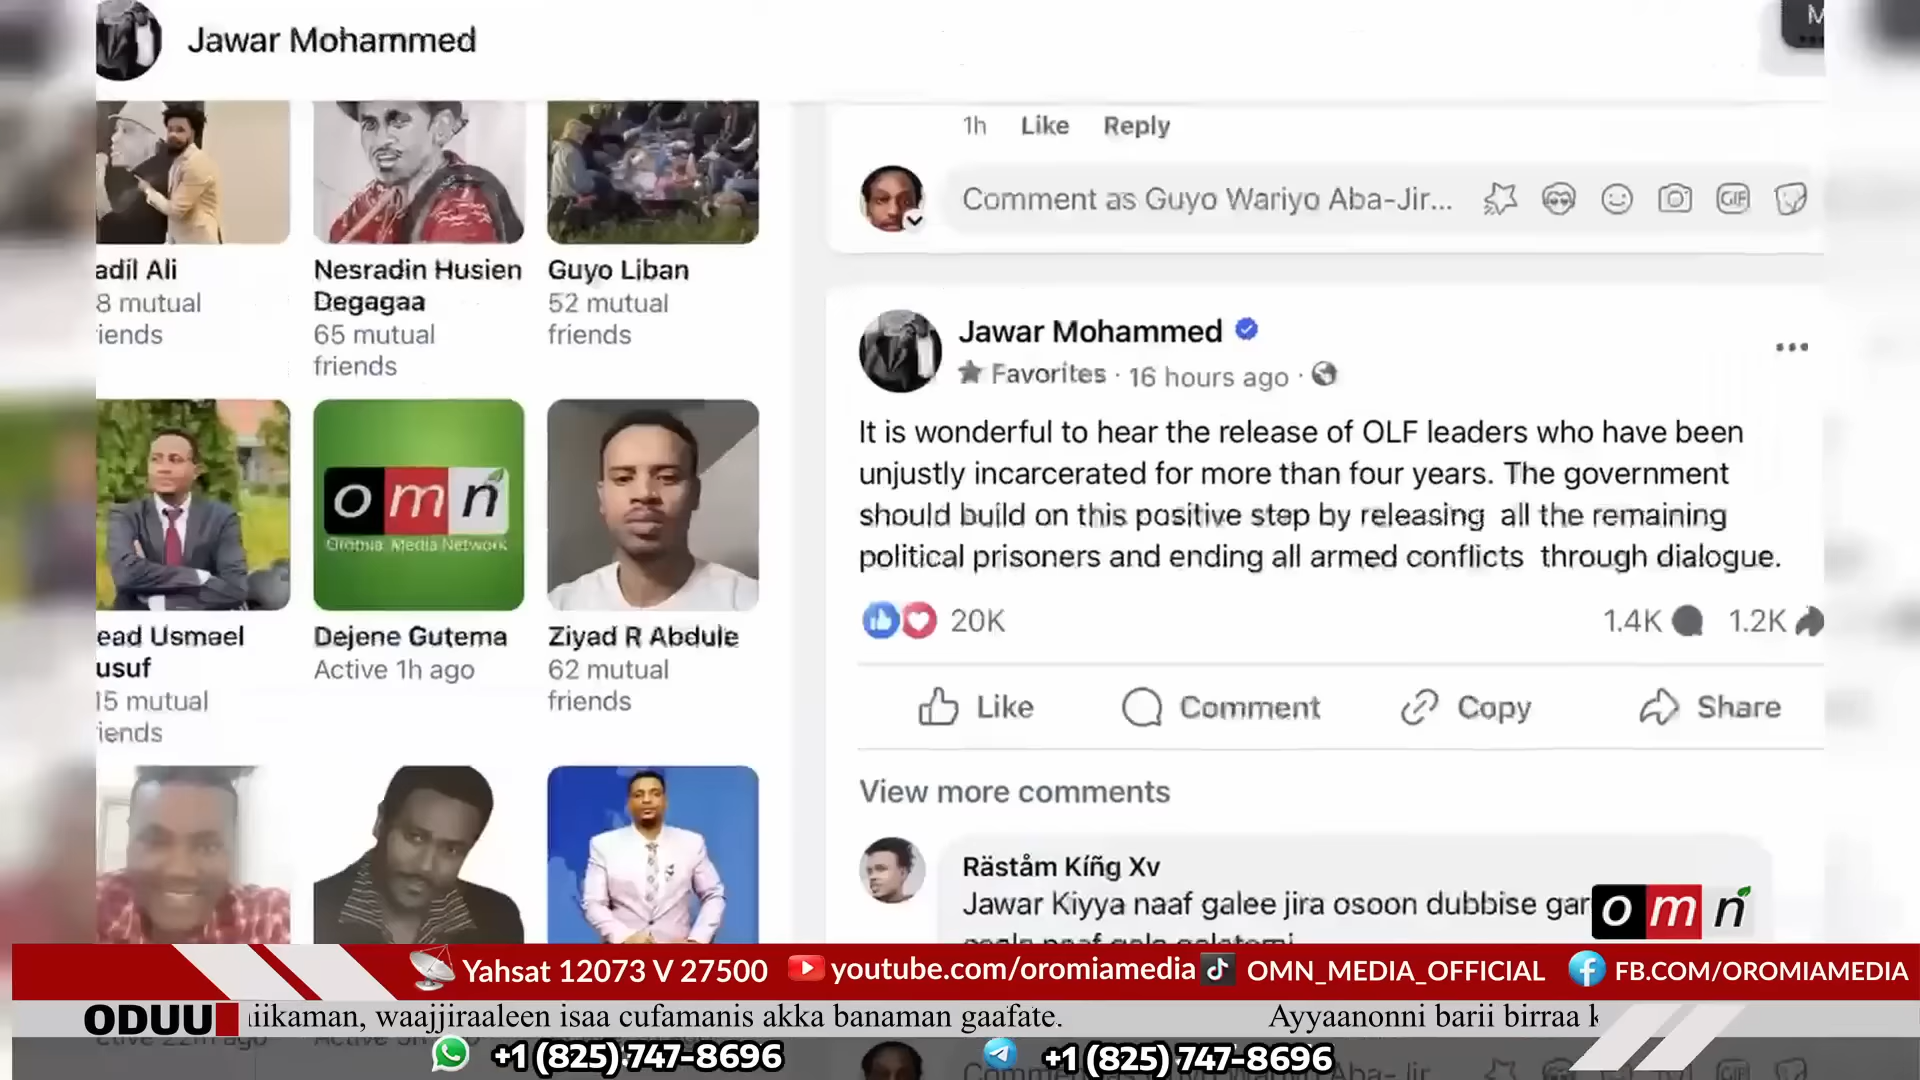 Jawar Mohammed
1h Like Reply
Comment as Guyo Wariyo Aba-Jir...
GIF
adil Ali
8 mutual
iends
Nesradin Husien
Degagaa
65 mutual
friends
Guyo Liban
52 mutual
friends
Jawar Mohammed
Favorites · 16 hours ago ·
It is wonderful to hear the release of OLF leaders who have been
unjustly incarcerated for more than four years. The government
should build on this positive step by releasing all the remaining
political prisoners and ending all armed conflicts through dialogue.
20K
1.4K 1.2K
Like Comment Copy Share
omn
Oromia Media Network
ead Usmael
usuf
15 mutual
iends
Dejene Gutema
Active 1h ago
Ziyad R Abdule
62 mutual
friends
View more comments
Räståm Kíñg Xv
Jawar Kiyya naaf galee jira osoon dubbise gar
omn
Yahsat 12073 V 27500 youtube.com/oromiamedia OMN_MEDIA_OFFICIAL FB.COM/OROMIAMEDIA
ODUU iikaman, waajjiraaleen isaa cufamanis akka banaman gaafate. Ayyaanonni barii birraa
+1 (825) 747-8696 +1 (825) 747-8696